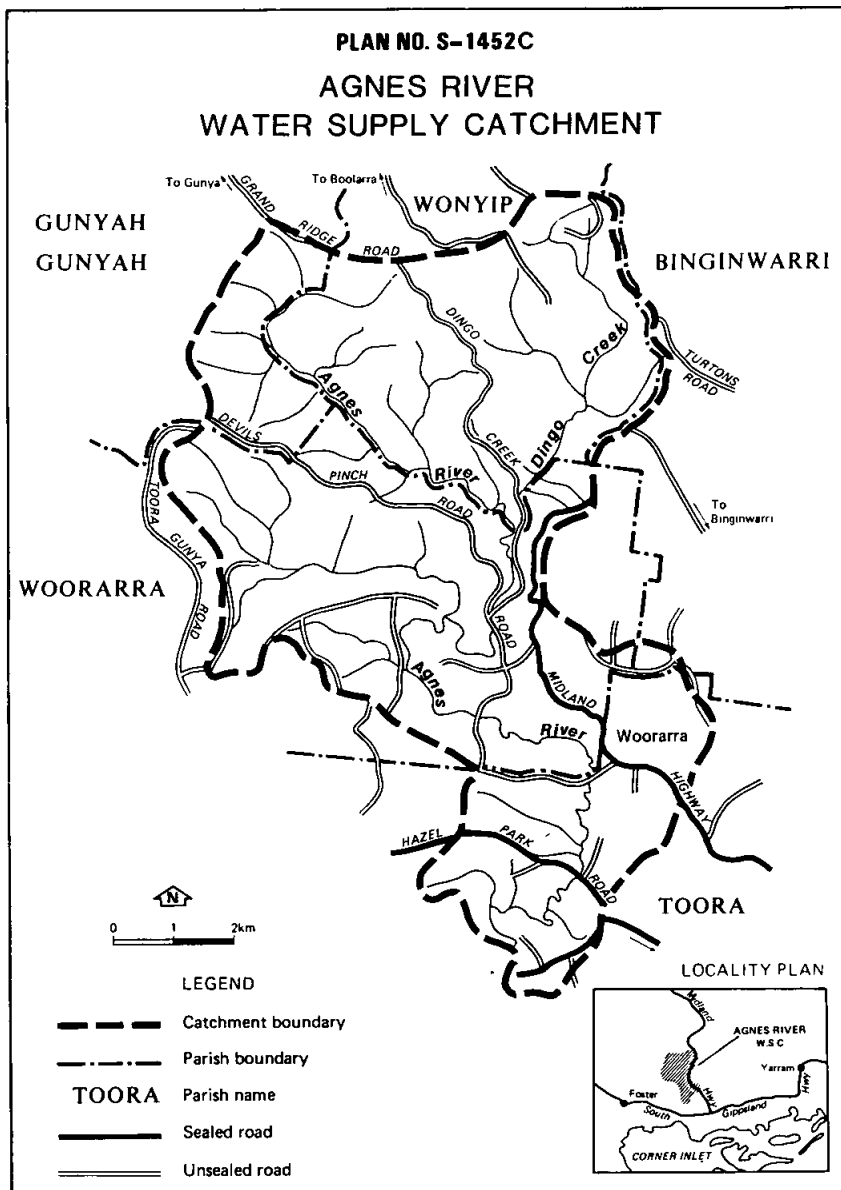 PLAN NO. S-1452C
AGNES RIVER
WATER SUPPLY CATCHMENT
To Gunya
To Boolarra
GRAND RIDGE ROAD
WONYIP
GUNYAH
GUNYAH
BINGINWARRI
DINGO CREEK ROAD
Dingo Creek
TURTONS
ROAD
Agnes River
DEVILS PINCH ROAD
To
Binginwarri
TOORA GUNYA ROAD
WOORARRA
Agnes River
MIDLAND HIGHWAY
Woorarra
HAZEL PARK ROAD
TOORA
N
0 1 2km
LEGEND
Catchment boundary
Parish boundary
TOORA Parish name
Sealed road
Unsealed road
LOCALITY PLAN
Midland Hwy
AGNES RIVER
W.S.C
Yarram
Hwy
Foster
South Gippsland
CORNER INLET